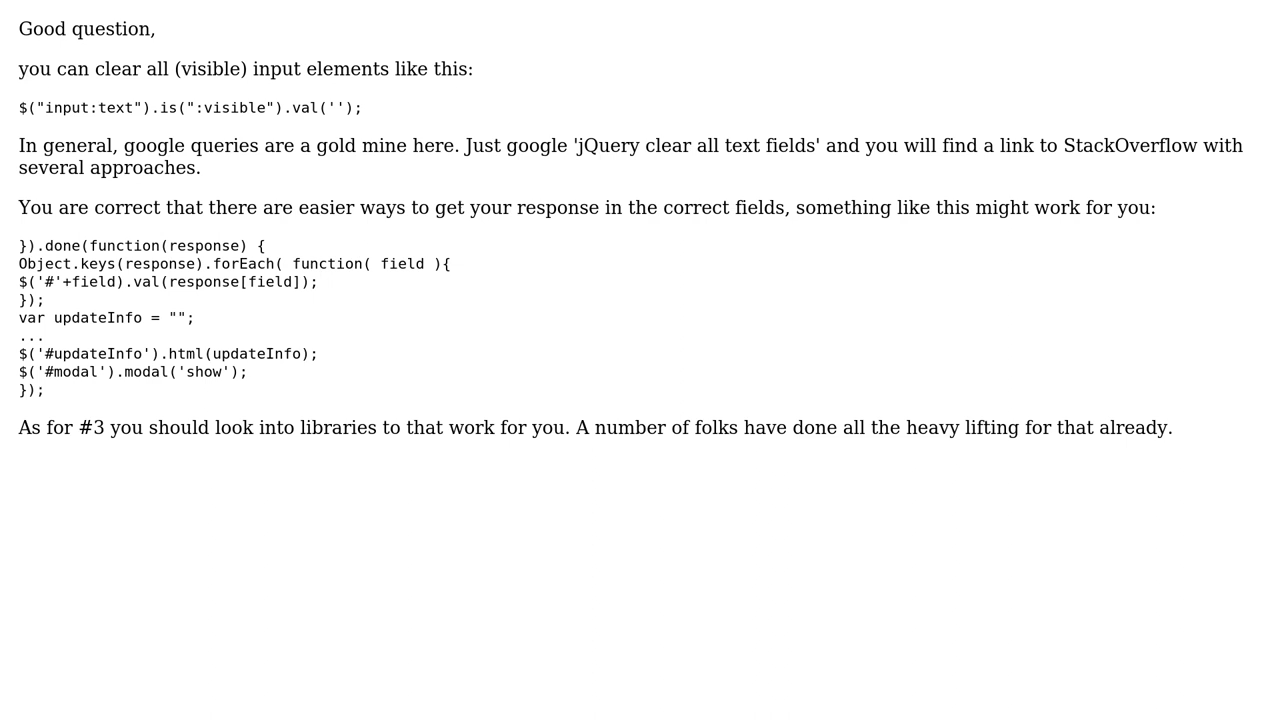 Good question,
you can clear all (visible) input elements like this:
$("input:text").is(":visible").val('');
In general, google queries are a gold mine here. Just google 'jQuery clear all text fields' and you will find a link to StackOverflow with
several approaches.
You are correct that there are easier ways to get your response in the correct fields, something like this might work for you:
}).done(function(response) {
Object.keys(response).forEach( function( field ){
$('#'+field).val(response[field]);
});
var updateInfo = "";
...
$('#updateInfo').html(updateInfo);
$('#modal').modal('show');
});
As for #3 you should look into libraries to that work for you. A number of folks have done all the heavy lifting for that already.